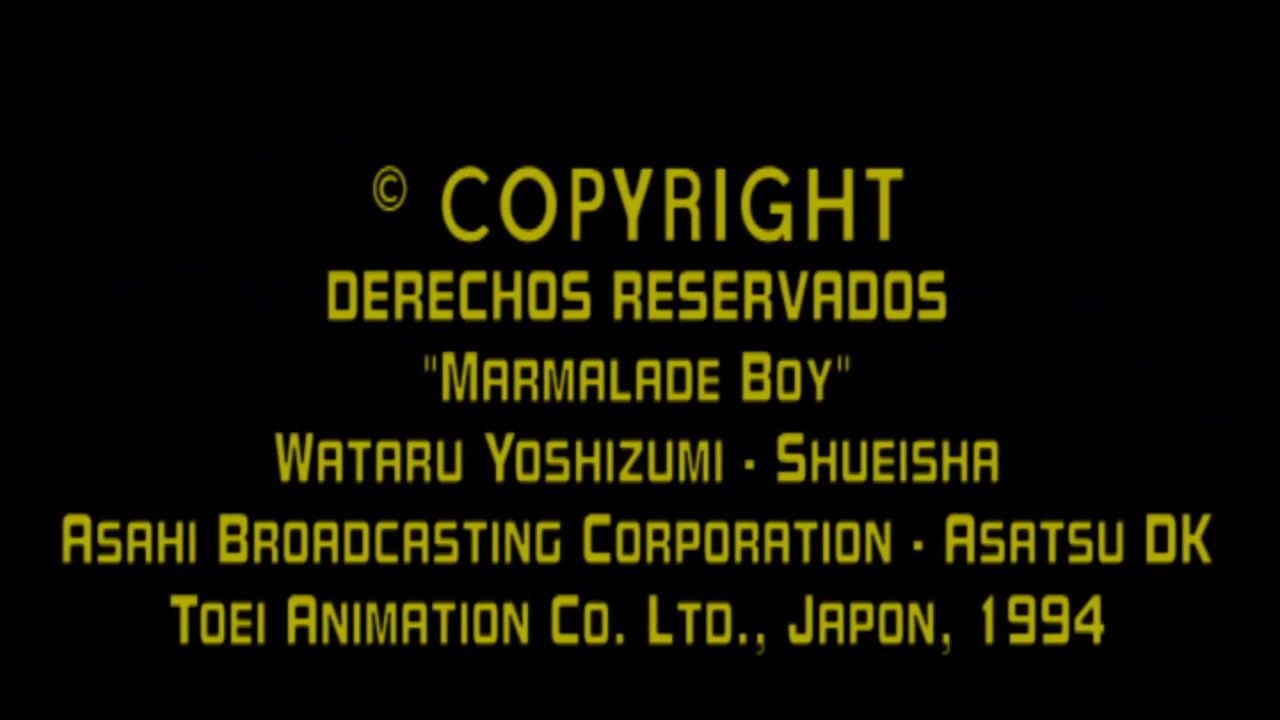 © COPYRIGHT
DERECHOS RESERVADOS
"MARMALADE BOY"
WATARU YOSHIZUMI · SHUEISHA
ASAHI BROADCASTING CORPORATION · ASATSU DK
TOEI ANIMATION CO. LTD., JAPON, 1994